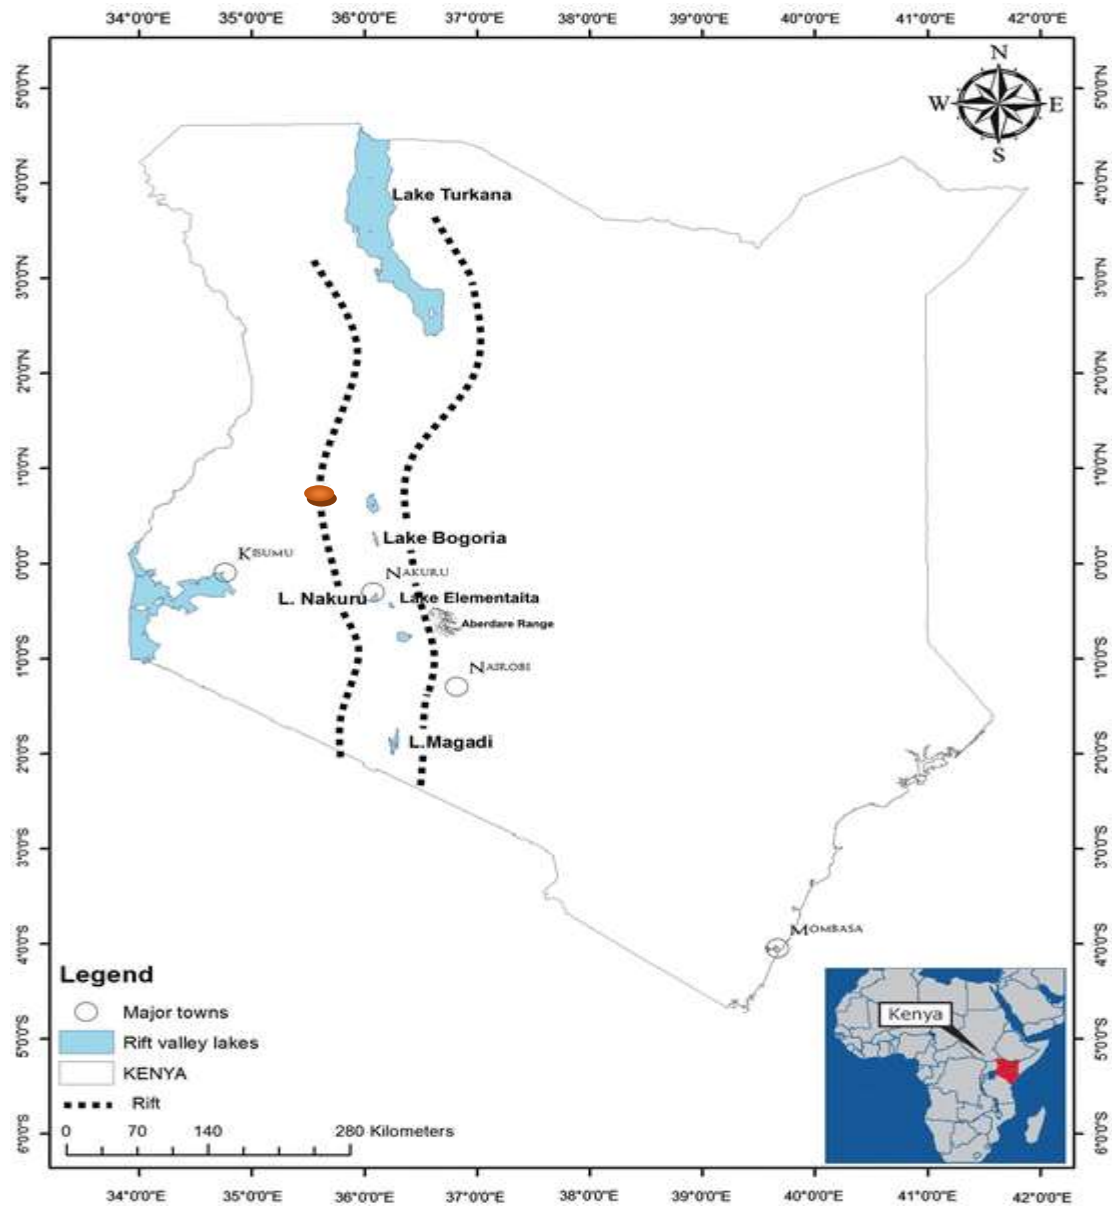 34°0'0"E 35°0'0"E 36°0'0"E 37°0'0"E 38°0'0"E 39°0'0"E 40°0'0"E 41°0'0"E 42°0'0"E
N
W E
S
5°0'0"N 5°0'0"N
4°0'0"N 4°0'0"N
Lake Turkana
3°0'0"N 3°0'0"N
2°0'0"N 2°0'0"N
1°0'0"N 1°0'0"N
Lake Bogoria
KISUMU
0°0'0" 0°0'0"
NAKURU
L. Nakuru Lake Elementaita
Aberdare Range
1°0'0"S 1°0'0"S
NAIROBI
L.Magadi
2°0'0"S 2°0'0"S
3°0'0"S 3°0'0"S
MOMBASA
4°0'0"S 4°0'0"S
Legend
Major towns
Rift valley lakes
KENYA
Rift
0 70 140 280 Kilometers
Kenya
5°0'0"S 5°0'0"S
6°0'0"S 6°0'0"S
34°0'0"E 35°0'0"E 36°0'0"E 37°0'0"E 39°0'0"E 40°0'0"E 41°0'0"E 42°0'0"E